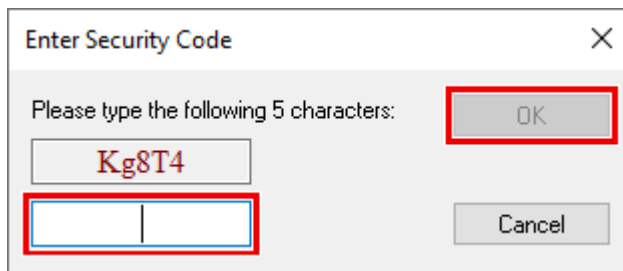 Enter Security Code
Please type the following 5 characters:
OK
Kg8T4
Cancel